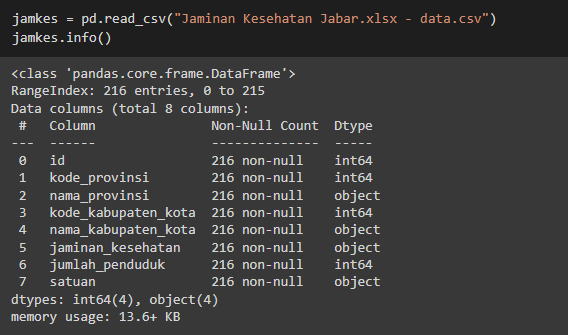 jamkes = pd.read_csv("Jaminan Kesehatan Jabar.xlsx - data.csv")
jamkes.info()
<class 'pandas.core.frame.DataFrame'>
RangeIndex: 216 entries, 0 to 215
Data columns (total 8 columns):
 #   Column               Non-Null Count  Dtype
---  ------               --------------  -----
 0   id                   216 non-null    int64
 1   kode_provinsi        216 non-null    int64
 2   nama_provinsi        216 non-null    object
 3   kode_kabupaten_kota  216 non-null    int64
 4   nama_kabupaten_kota  216 non-null    object
 5   jaminan_kesehatan    216 non-null    object
 6   jumlah_penduduk      216 non-null    int64
 7   satuan               216 non-null    object
dtypes: int64(4), object(4)
memory usage: 13.6+ KB